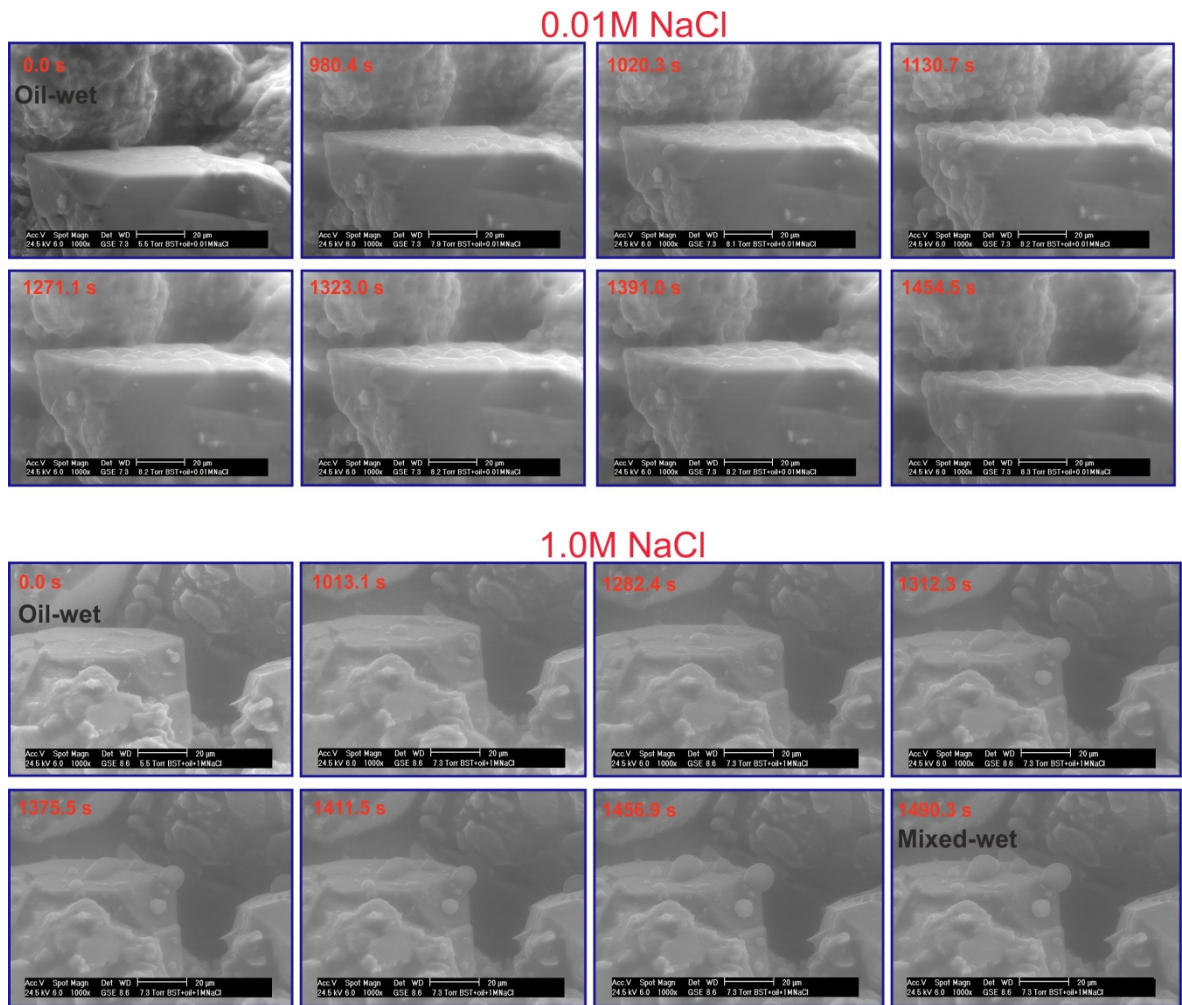 0.01M NaCl
0.0 s
Oil-wet
Acc.V Spot Magn Det WD 20 µm
24.5 kV 6.0 1000x GSE 7.3 5.5 Torr BST+oil+0.01MNaCl
980.4 s
Acc.V Spot Magn Det WD 20 µm
24.5 kV 6.0 1000x GSE 7.3 7.9 Torr BST+oil+0.01MNaCl
1020.3 s
Acc.V Spot Magn Det WD 20 µm
24.5 kV 6.0 1000x GSE 7.3 8.1 Torr BST+oil+0.01MNaCl
1130.7 s
Acc.V Spot Magn Det WD 20 µm
24.5 kV 6.0 1000x GSE 7.3 8.2 Torr BST+oil+0.01MNaCl
1271.1 s
Acc.V Spot Magn Det WD 20 µm
24.5 kV 6.0 1000x GSE 7.3 8.2 Torr BST+oil+0.01MNaCl
1323.0 s
Acc.V Spot Magn Det WD 20 µm
24.5 kV 6.0 1000x GSE 7.3 8.2 Torr BST+oil+0.01MNaCl
1391.0 s
Acc.V Spot Magn Det WD 20 µm
24.5 kV 6.0 1000x GSE 7.3 8.2 Torr BST+oil+0.01MNaCl
1454.5 s
Acc.V Spot Magn Det WD 20 µm
24.5 kV 6.0 1000x GSE 7.3 8.3 Torr BST+oil+0.01MNaCl
1.0M NaCl
0.0 s
Oil-wet
Acc.V Spot Magn Det WD 20 µm
24.5 kV 6.0 1000x GSE 8.6 5.5 Torr BST+oil+1MNaCl
1013.1 s
Acc.V Spot Magn Det WD 20 µm
24.5 kV 6.0 1000x GSE 8.6 7.3 Torr BST+oil+1MNaCl
1282.4 s
Acc.V Spot Magn Det WD 20 µm
24.5 kV 6.0 1000x GSE 8.6 7.3 Torr BST+oil+1MNaCl
1312.3 s
Acc.V Spot Magn Det WD 20 µm
24.5 kV 6.0 1000x GSE 8.6 7.3 Torr BST+oil+1MNaCl
1375.5 s
Acc.V Spot Magn Det WD 20 µm
24.5 kV 6.0 1000x GSE 8.6 7.3 Torr BST+oil+1MNaCl
1411.5 s
Acc.V Spot Magn Det WD 20 µm
24.5 kV 6.0 1000x GSE 8.6 7.3 Torr BST+oil+1MNaCl
1456.9 s
Acc.V Spot Magn Det WD 20 µm
24.5 kV 6.0 1000x GSE 8.6 7.3 Torr BST+oil+1MNaCl
1490.3 s
Mixed-wet
Acc.V Spot Magn Det WD 20 µm
24.5 kV 6.0 1000x GSE 8.6 7.3 Torr BST+oil+1MNaCl